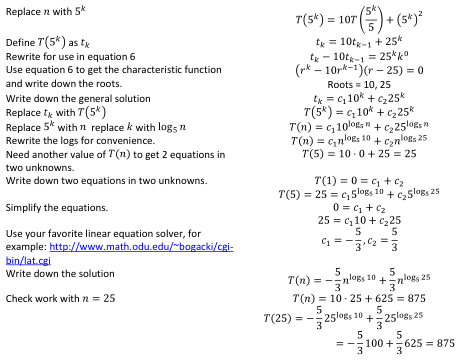 Replace n with 5^k
T(5^k) = 10T(5^k/5) + (5^k)^2
Define T(5^k) as t_k
t_k = 10t_{k−1} + 25^k
Rewrite for use in equation 6
t_k − 10t_{k−1} = 25^k k^0
Use equation 6 to get the characteristic function
(r^k − 10r^{k−1})(r − 25) = 0
and write down the roots.
Roots = 10, 25
Write down the general solution
t_k = c_1 10^k + c_2 25^k
Replace t_k with T(5^k)
T(5^k) = c_1 10^k + c_2 25^k
Replace 5^k with n replace k with log_5 n
T(n) = c_1 10^{log_5 n} + c_2 25^{log_5 n}
Rewrite the logs for convenience.
T(n) = c_1 n^{log_5 10} + c_2 n^{log_5 25}
Need another value of T(n) to get 2 equations in
T(5) = 10 · 0 + 25 = 25
two unknowns.
Write down two equations in two unknowns.
T(1) = 0 = c_1 + c_2
T(5) = 25 = c_1 5^{log_5 10} + c_2 5^{log_5 25}
Simplify the equations.
0 = c_1 + c_2
25 = c_1 10 + c_2 25
Use your favorite linear equation solver, for
c_1 = −5/3, c_2 = 5/3
example: http://www.math.odu.edu/~bogacki/cgi-
bin/lat.cgi
Write down the solution
T(n) = −5/3 n^{log_5 10} + 5/3 n^{log_5 25}
Check work with n = 25
T(n) = 10 · 25 + 625 = 875
T(25) = −5/3 25^{log_5 10} + 5/3 25^{log_5 25}
= −5/3 100 + 5/3 625 = 875